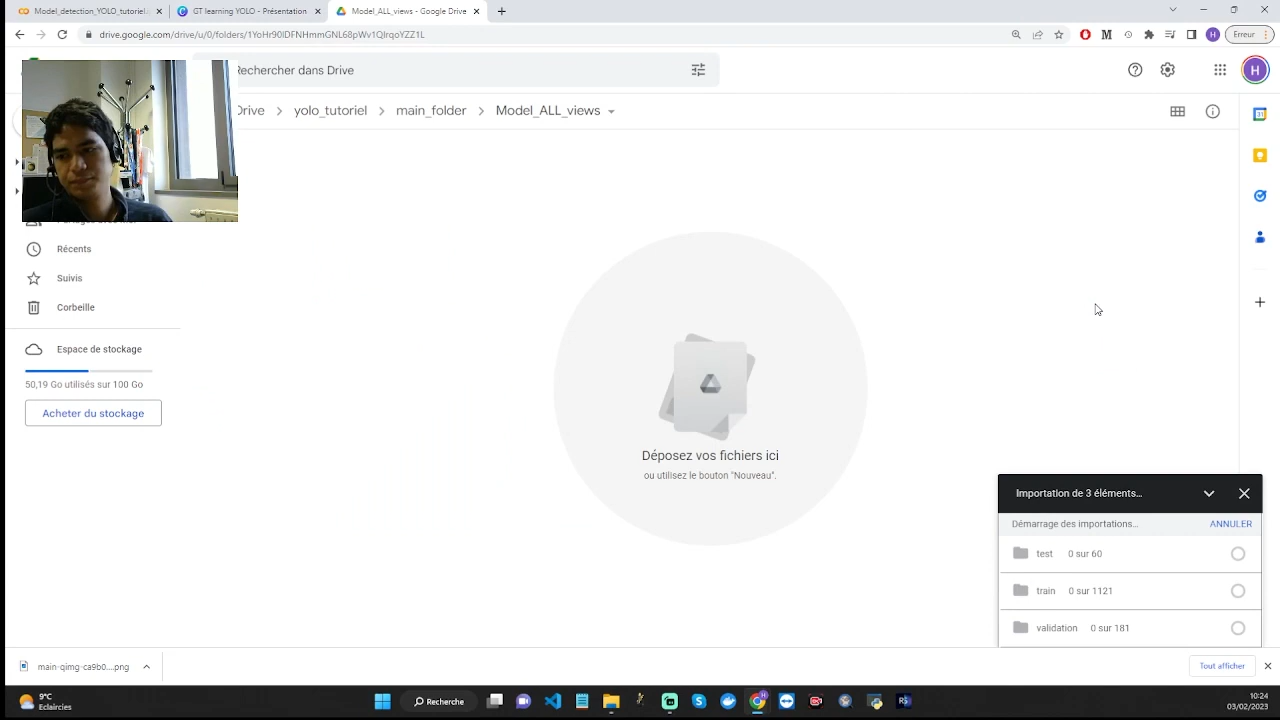 Model_detection_YOLO_tutoriel
GT learning YOLO - Présentation
Model_ALL_views - Google Drive
drive.google.com/drive/u/0/folders/1YoHr90IDFNHmmGNL68pWv1QIrqoYZZ1L
M
H
Erreur
Rechercher dans Drive
H
Drive > yolo_tutoriel > main_folder > Model_ALL_views
31
Récents
Suivis
Corbeille
Espace de stockage
50,19 Go utilisés sur 100 Go
Acheter du stockage
Déposez vos fichiers ici
ou utilisez le bouton "Nouveau".
Importation de 3 éléments…
Démarrage des importations… ANNULER
test 0 sur 60
train 0 sur 1121
validation 0 sur 181
main-qimg-ca9b0....png
Tout afficher
9°C
Eclaircies
Recherche
10:24
03/02/2023